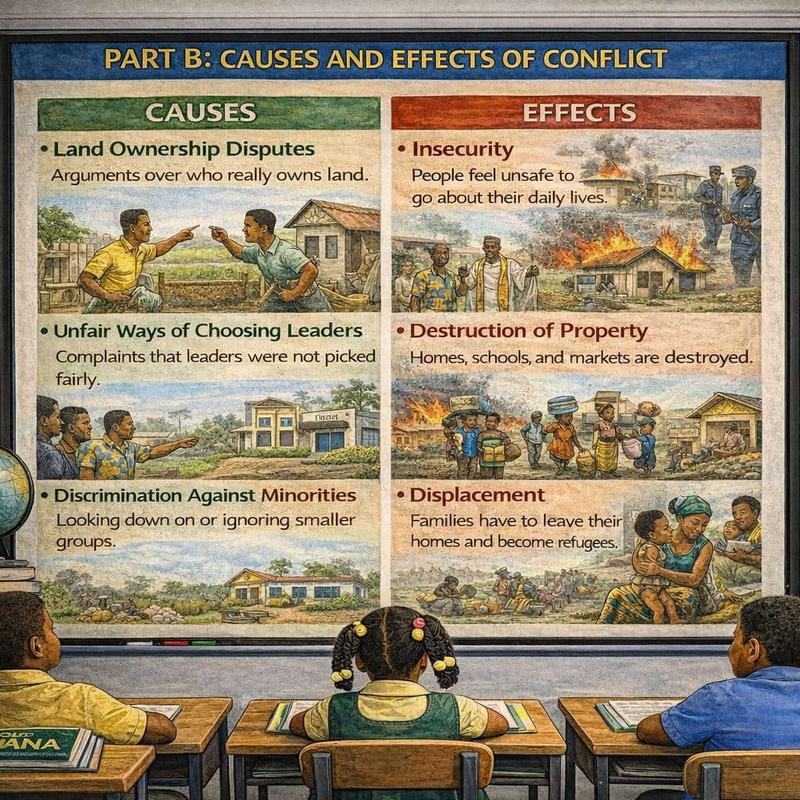 PART B: CAUSES AND EFFECTS OF CONFLICT
CAUSES
• Land Ownership Disputes
Arguments over who really owns land.
• Unfair Ways of Choosing Leaders
Complaints that leaders were not picked
fairly.
• Discrimination Against Minorities
Looking down on or ignoring smaller
groups.
EFFECTS
• Insecurity
People feel unsafe to
go about their daily lives.
• Destruction of Property
Homes, schools, and markets are destroyed.
• Displacement
Families have to leave their
homes and become refugees.
ANA